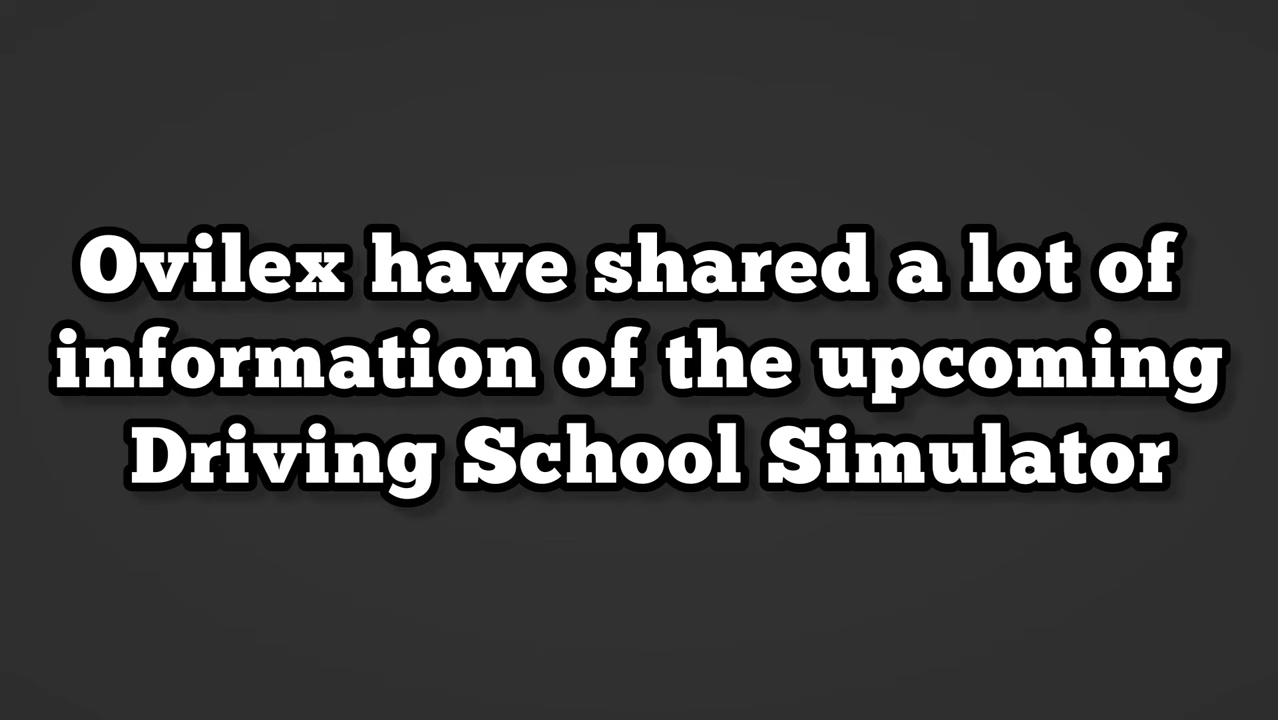 Ovilex have shared a lot of
information of the upcoming
Driving School Simulator